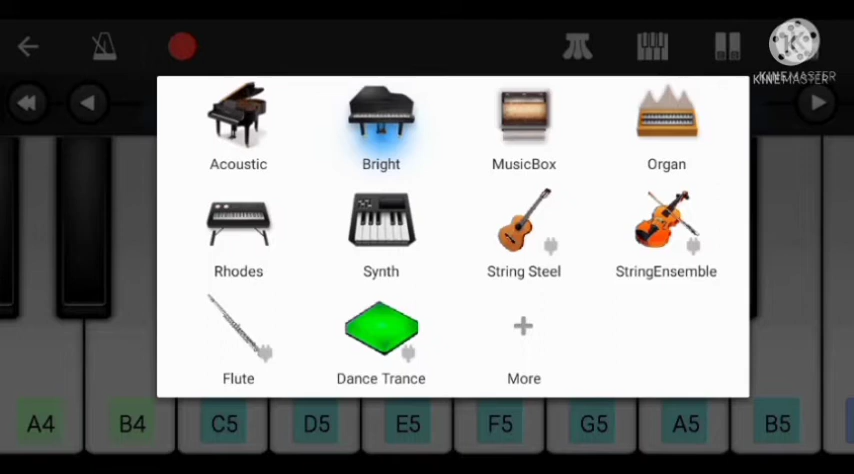 K
KINEMASTER
KINEMASTER
Acoustic
Bright
MusicBox
Organ
Rhodes
Synth
String Steel
StringEnsemble
Flute
Dance Trance
More
A4
B4
C5
D5
E5
F5
G5
A5
B5